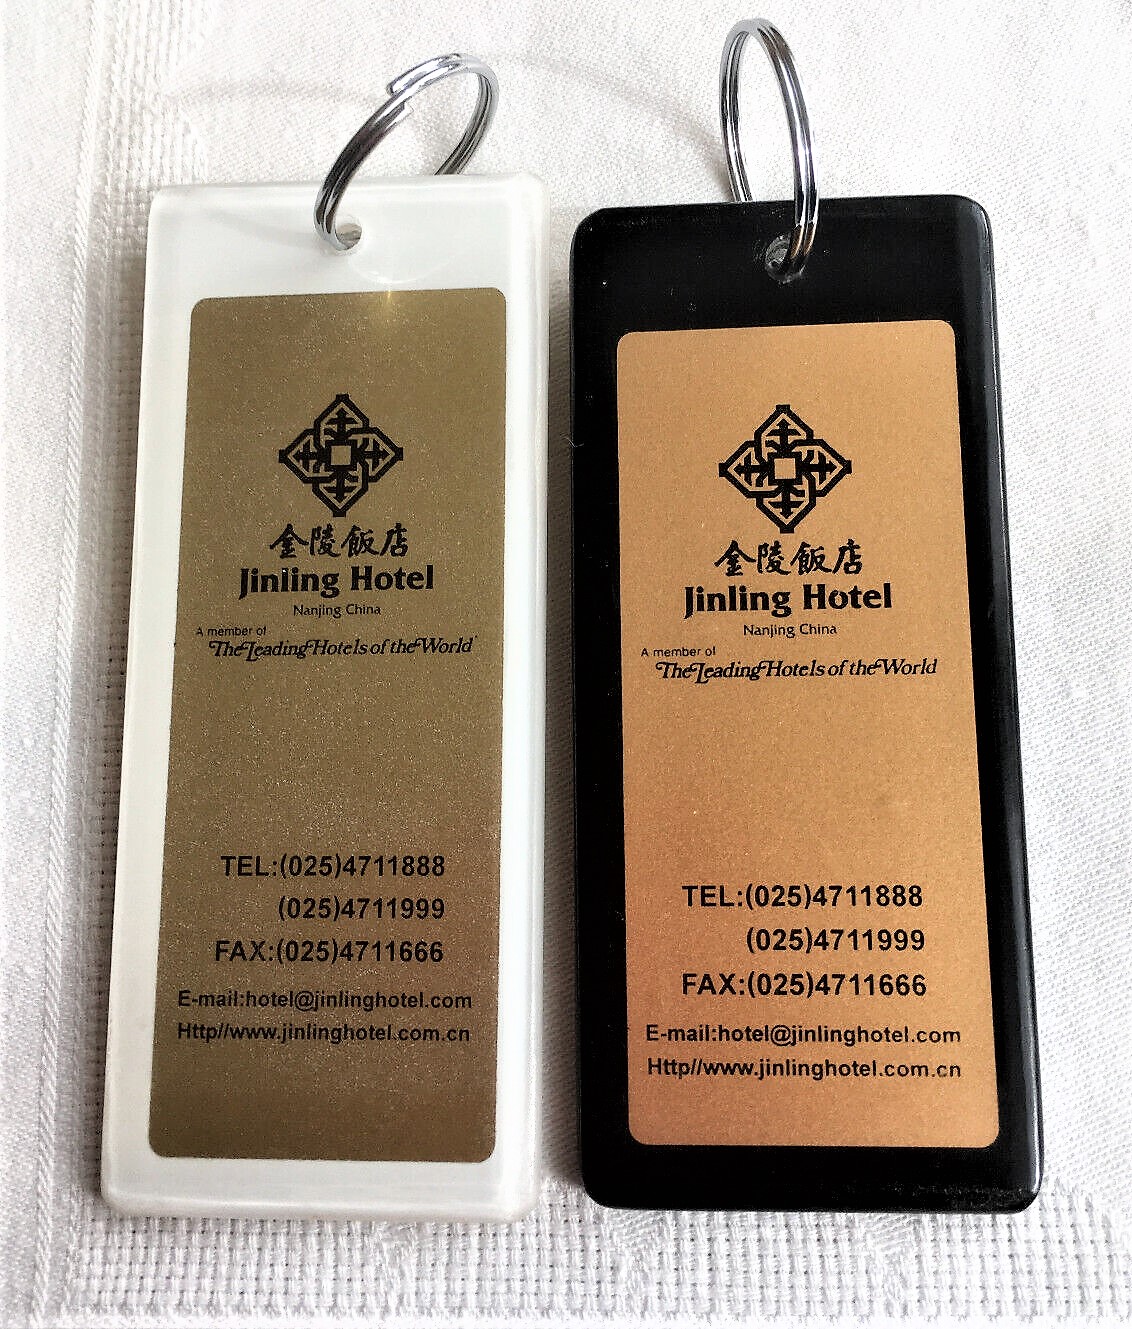 金陵飯店
Jinling Hotel
Nanjing China
A member of
The Leading Hotels of the World
TEL:(025)4711888
(025)4711999
FAX:(025)4711666
E-mail:hotel@jinlinghotel.com
Http//www.jinlinghotel.com.cn
金陵飯店
Jinling Hotel
Nanjing China
A member of
The Leading Hotels of the World
TEL:(025)4711888
(025)4711999
FAX:(025)4711666
E-mail:hotel@jinlinghotel.com
Http//www.jinlinghotel.com.cn